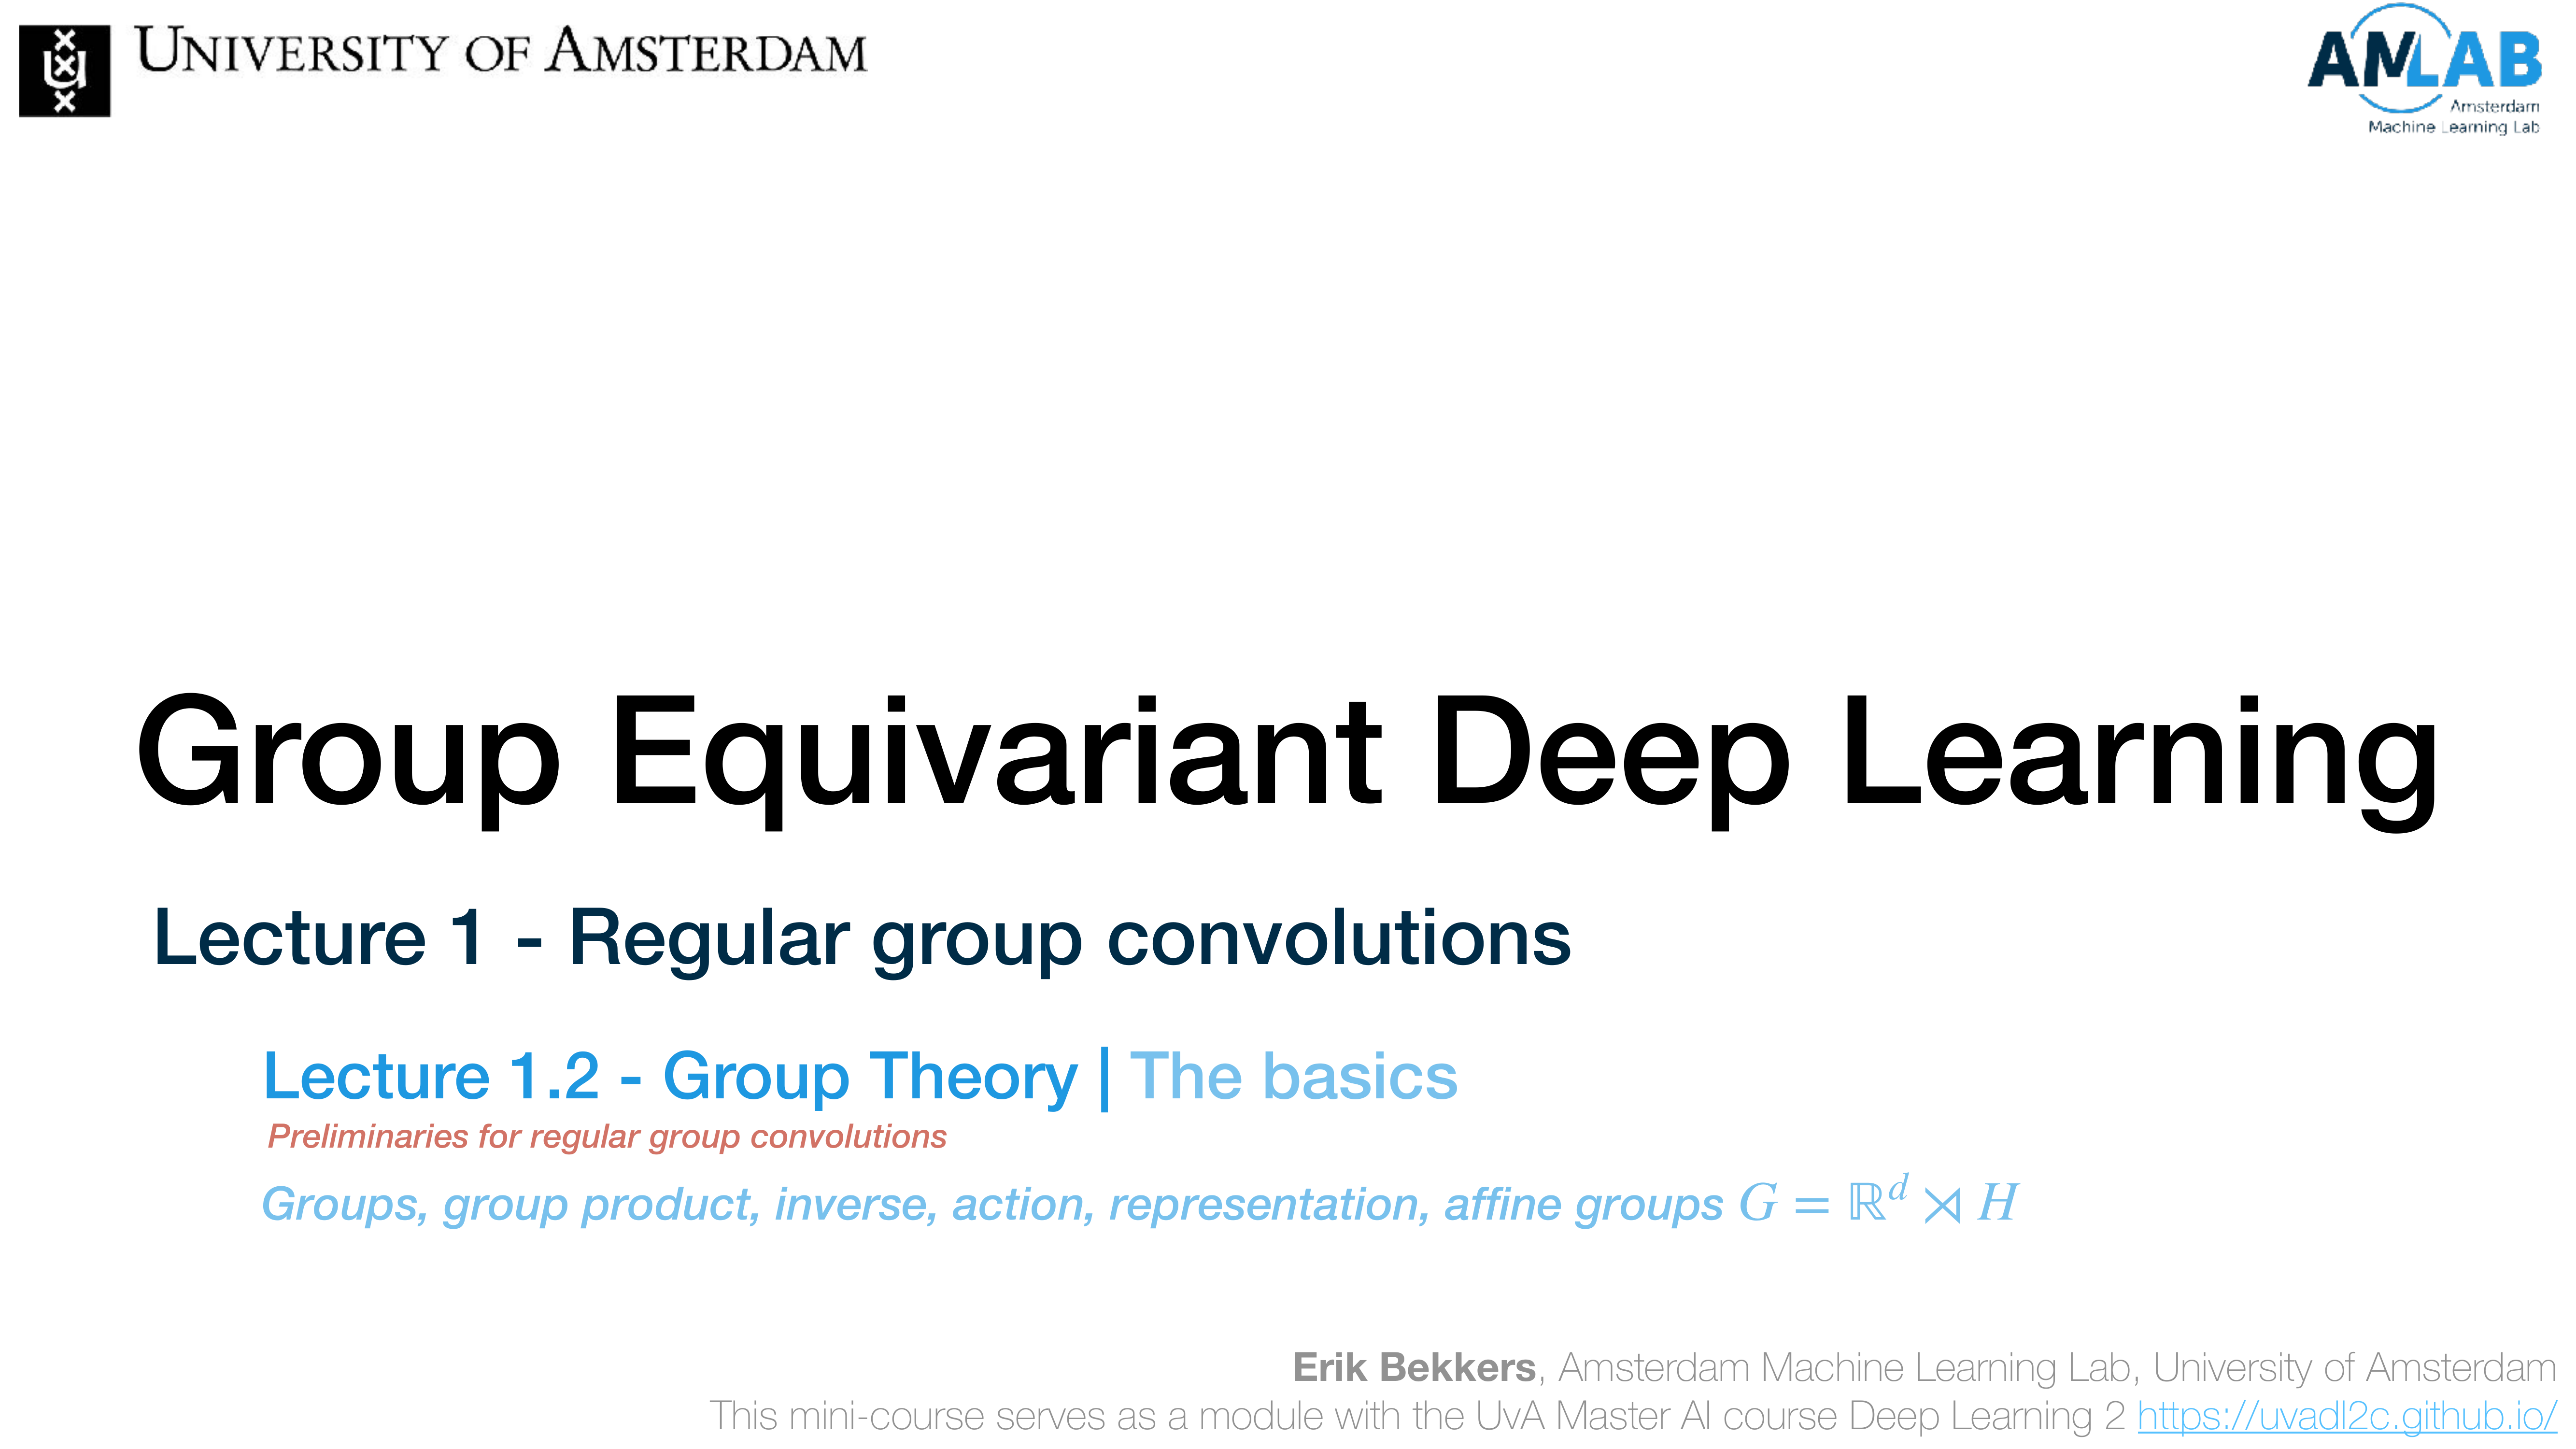 UNIVERSITY OF AMSTERDAM
AMLAB
Amsterdam
Machine Learning Lab
Group Equivariant Deep Learning
Lecture 1 - Regular group convolutions
Lecture 1.2 - Group Theory | The basics
Preliminaries for regular group convolutions
Groups, group product, inverse, action, representation, affine groups G = ℝᵈ ⋊ H
Erik Bekkers, Amsterdam Machine Learning Lab, University of Amsterdam
This mini-course serves as a module with the UvA Master AI course Deep Learning 2 https://uvadl2c.github.io/